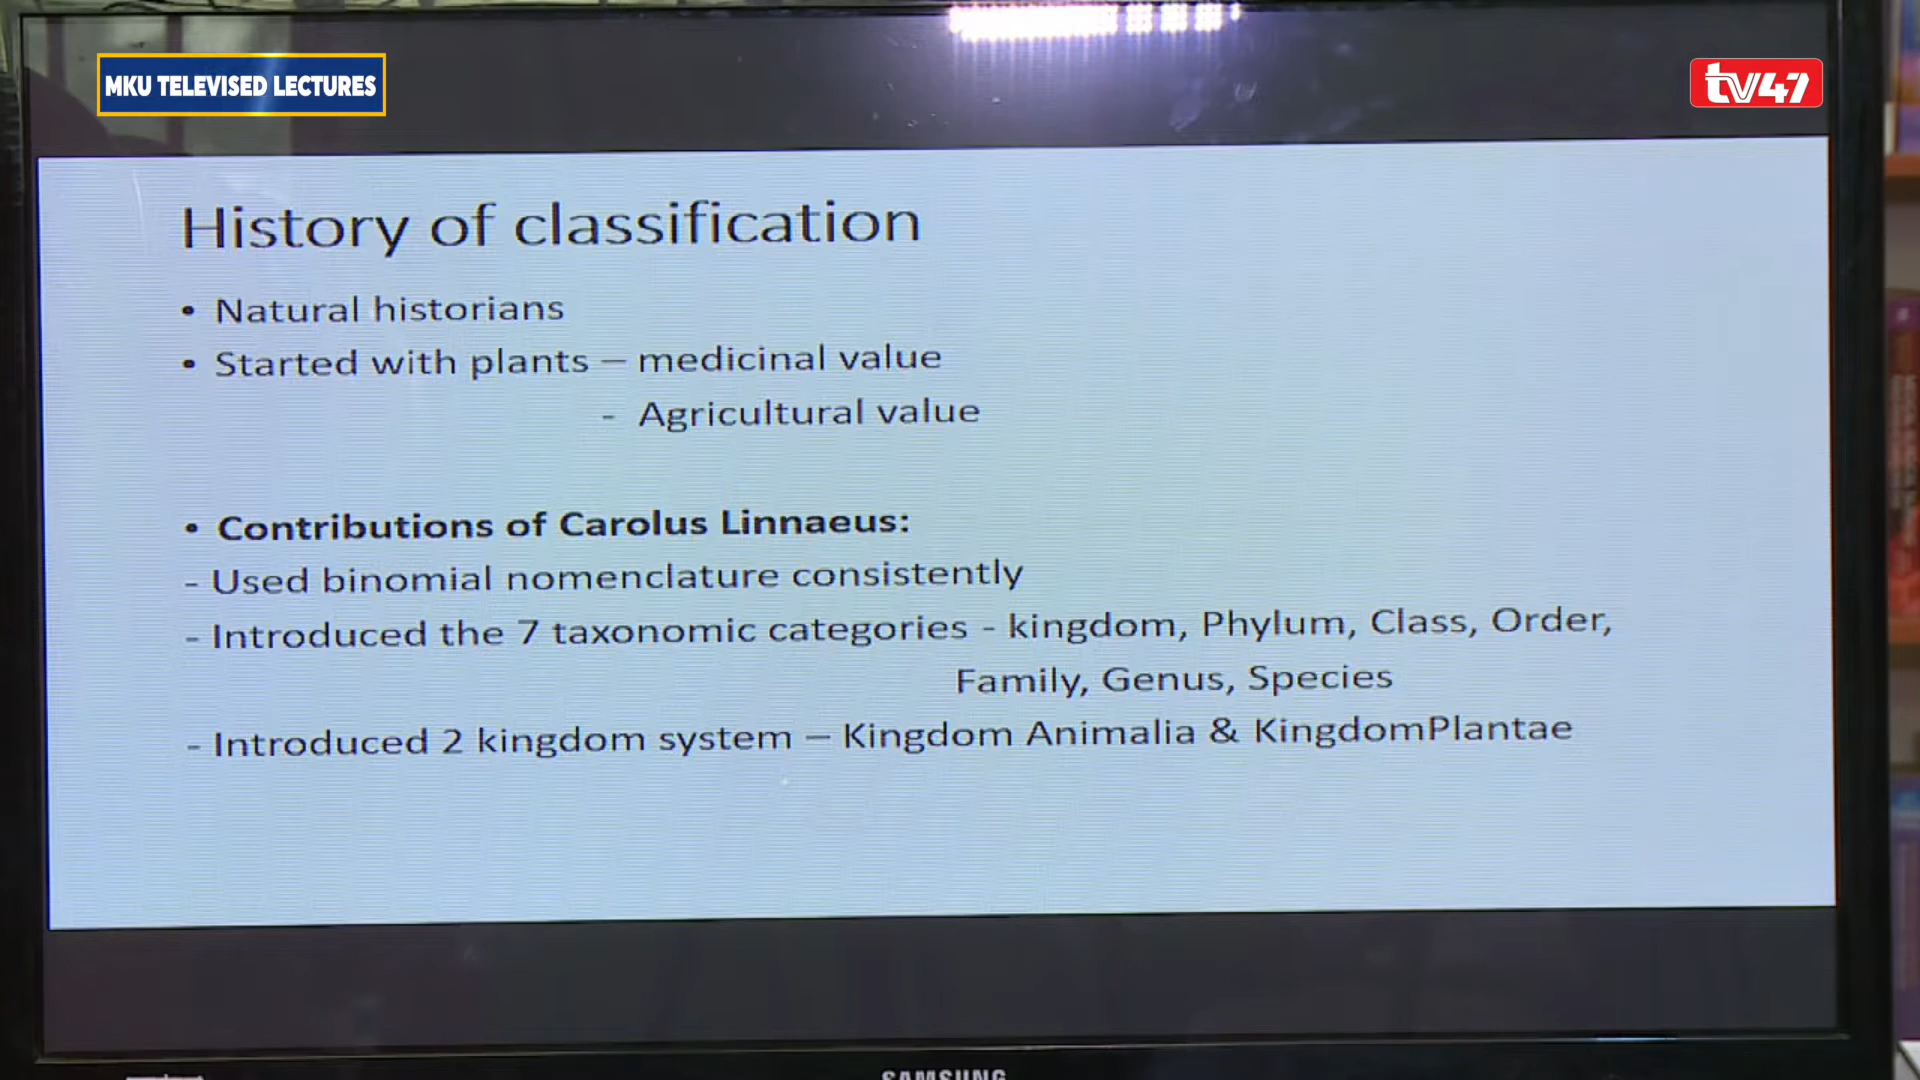 MKU TELEVISED LECTURES
tv47
History of classification
• Natural historians
• Started with plants – medicinal value
- Agricultural value
• Contributions of Carolus Linnaeus:
- Used binomial nomenclature consistently
- Introduced the 7 taxonomic categories - kingdom, Phylum, Class, Order,
Family, Genus, Species
- Introduced 2 kingdom system – Kingdom Animalia & KingdomPlantae
SAMSUNG